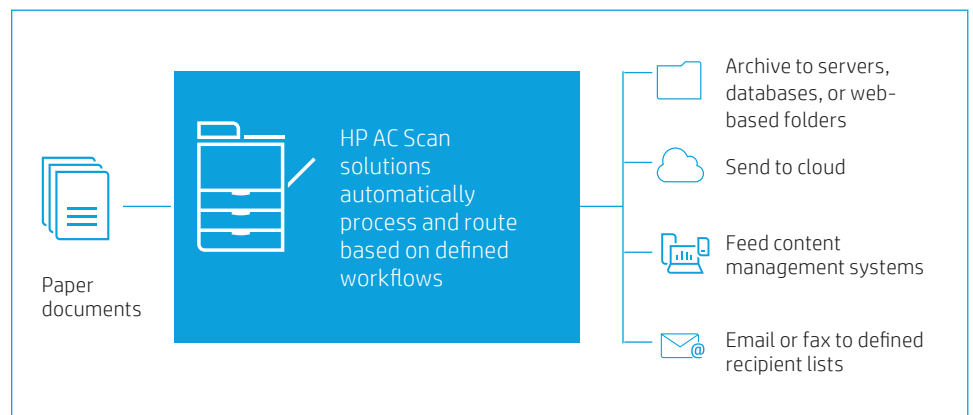 Paper
documents
HP AC Scan
solutions
automatically
process and route
based on defined
workflows
Archive to servers,
databases, or web-
based folders
Send to cloud
Feed content
management systems
@
Email or fax to defined
recipient lists